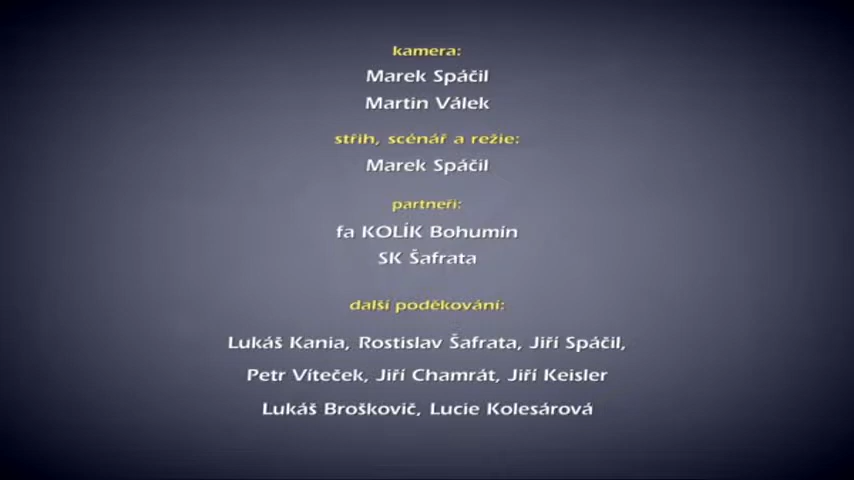 kamera:
Marek Spáčil
Martin Válek
střih, scénář a režie:
Marek Spáčil
partneři:
fa KOLÍK Bohumín
SK Šafrata
další poděkování:
Lukáš Kania, Rostislav Šafrata, Jiří Spáčil,
Petr Víteček, Jiří Chamrát, Jiří Keisler
Lukáš Broškovič, Lucie Kolesárová